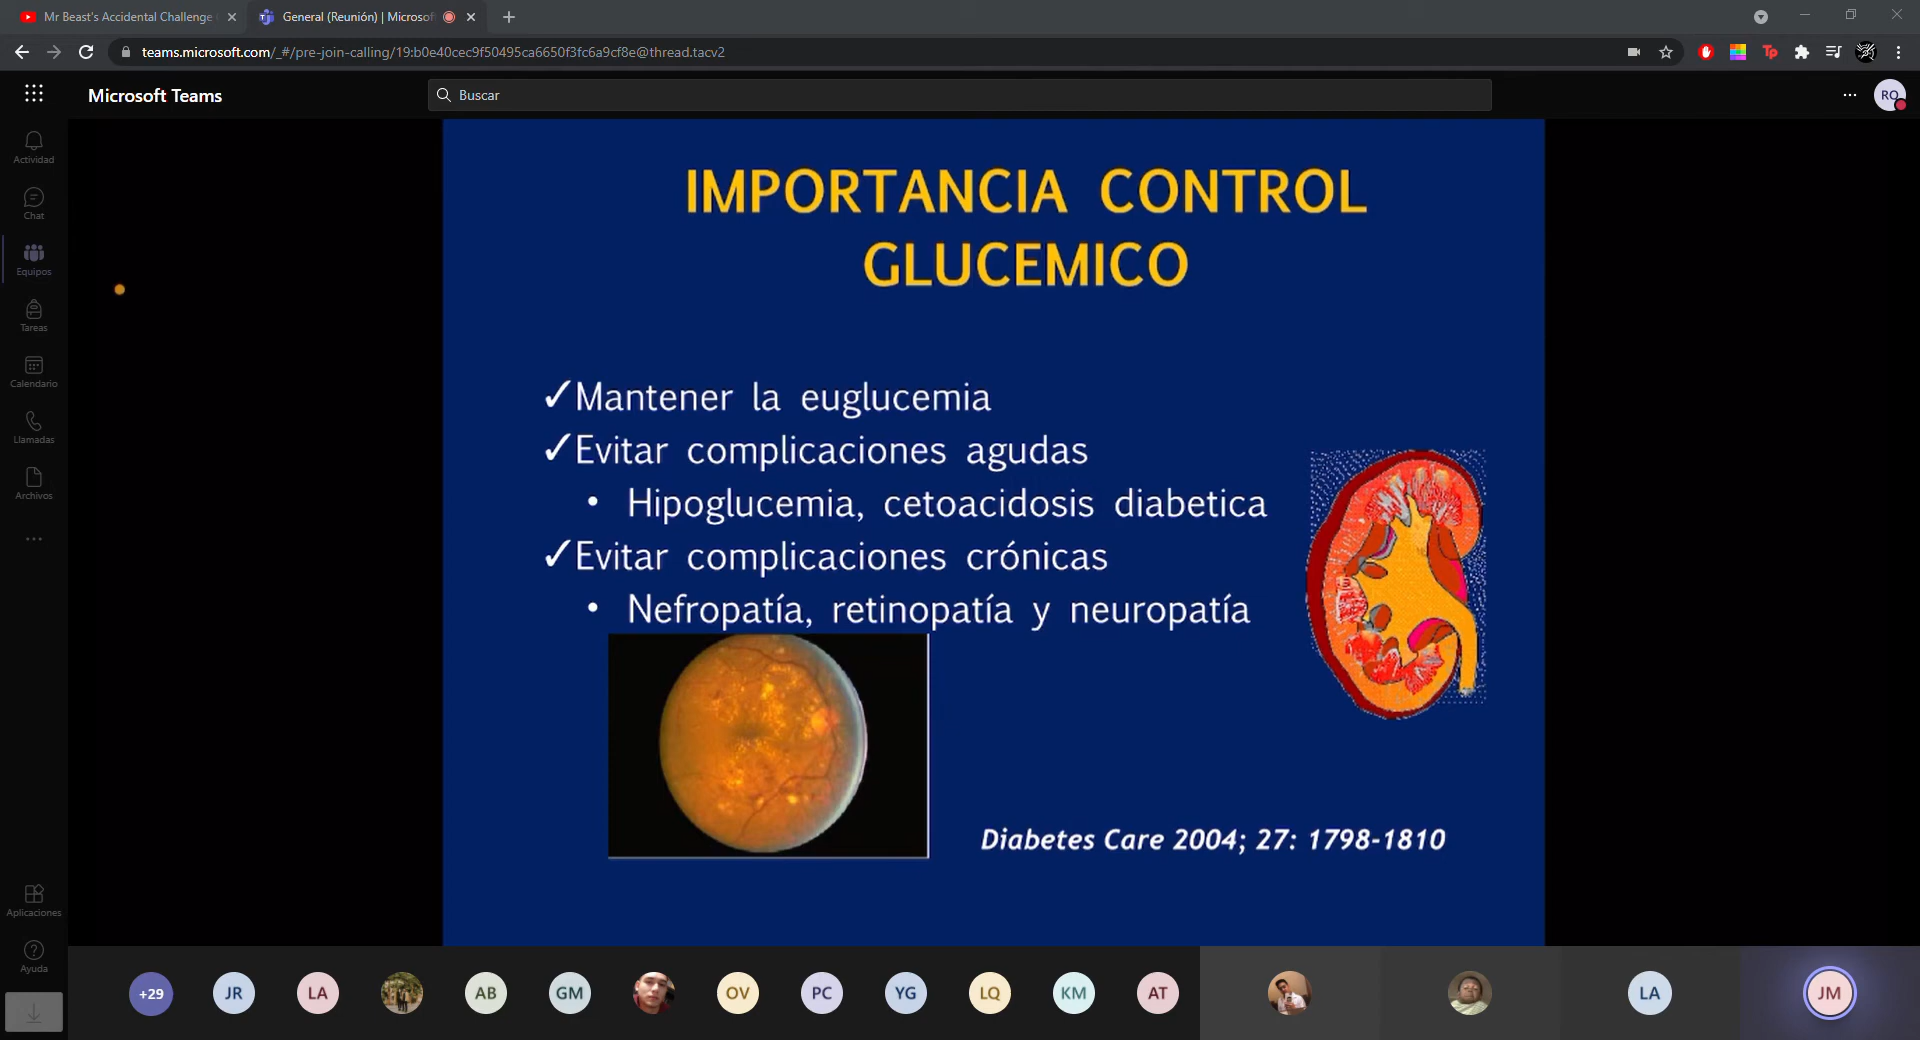 Mr Beast's Accidental Challenge
General (Reunión) | Microsof
teams.microsoft.com/_#/pre-join-calling/19:b0e40cec9f50495ca6650f3fc6a9cf8e@thread.tacv2
Tp
Microsoft Teams
Buscar
RO
Actividad
Chat
Equipos
Tareas
Calendario
Llamadas
Archivos
Aplicaciones
Ayuda
IMPORTANCIA CONTROL
GLUCEMICO
✓Mantener la euglucemia
✓Evitar complicaciones agudas
• Hipoglucemia, cetoacidosis diabetica
✓Evitar complicaciones crónicas
• Nefropatía, retinopatía y neuropatía
Diabetes Care 2004; 27: 1798-1810
+29 JR LA AB GM OV PC YG LQ KM AT LA JM